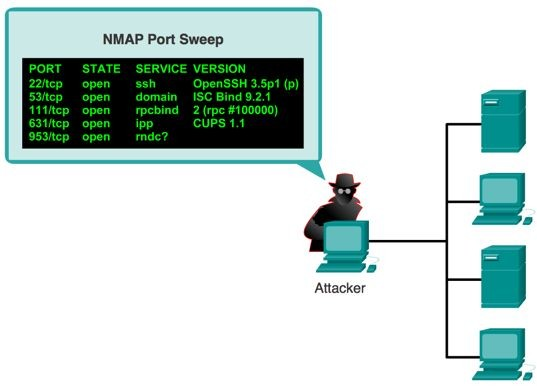 NMAP Port Sweep
PORT STATE SERVICE VERSION
22/tcp open ssh OpenSSH 3.5p1 (p)
53/tcp open domain ISC Bind 9.2.1
111/tcp open rpcbind 2 (rpc #100000)
631/tcp open ipp CUPS 1.1
953/tcp open rndc?
Attacker